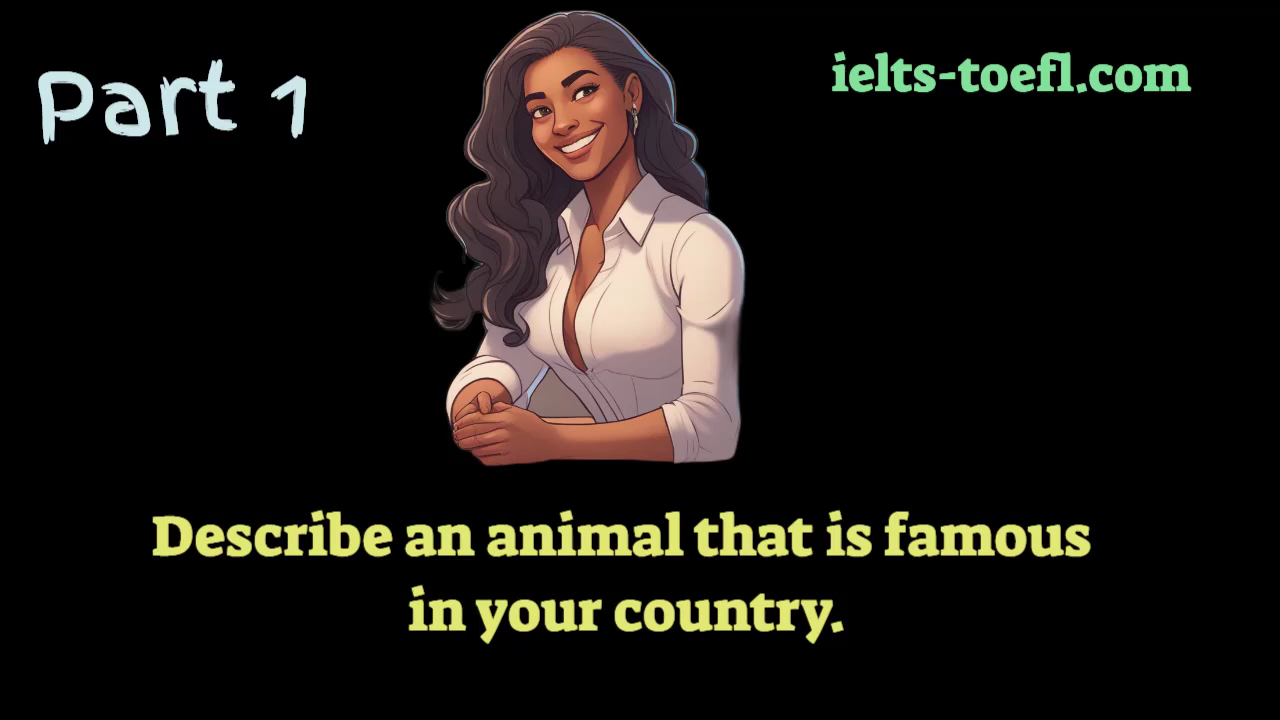 Part 1
ielts-toefl.com
Describe an animal that is famous
in your country.